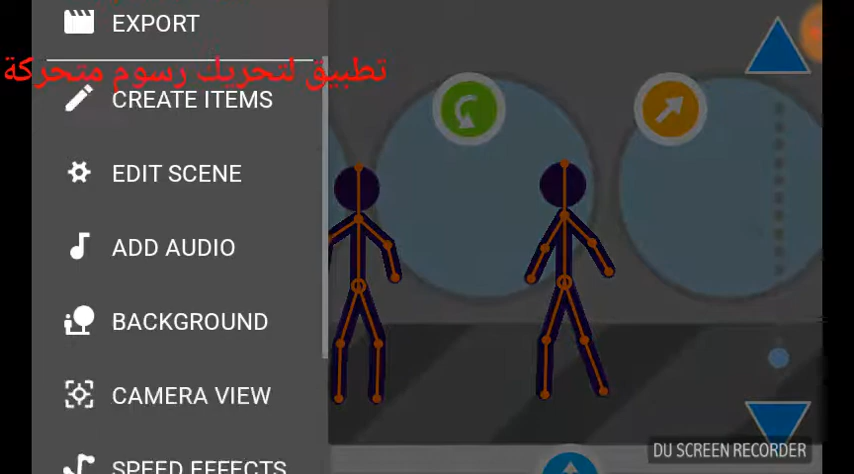 EXPORT
تطبيق لتحريك رسوم متحركة
CREATE ITEMS
EDIT SCENE
ADD AUDIO
BACKGROUND
CAMERA VIEW
DU SCREEN RECORDER
SPEED EFFECTS